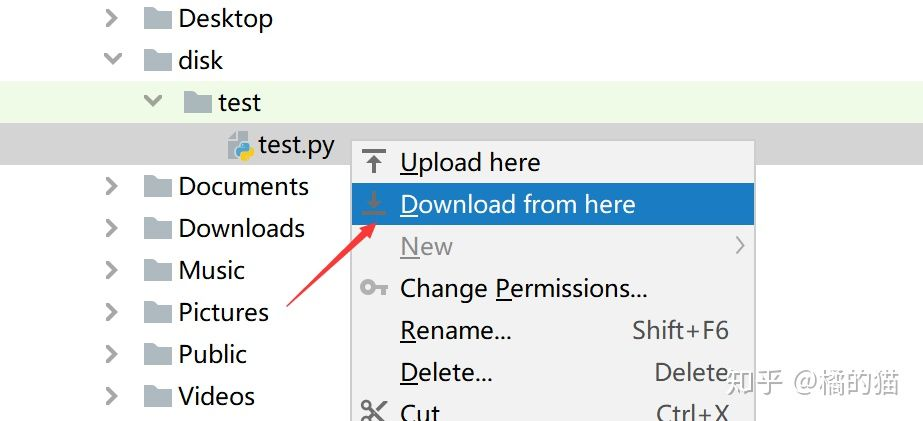 Desktop
disk
test
test.py
Upload here
Documents
Download from here
Downloads
New
Music
Change Permissions...
Pictures
Rename... Shift+F6
Public
Delete... Delete
Videos
Cut Ctrl+X
知乎 @橘的猫